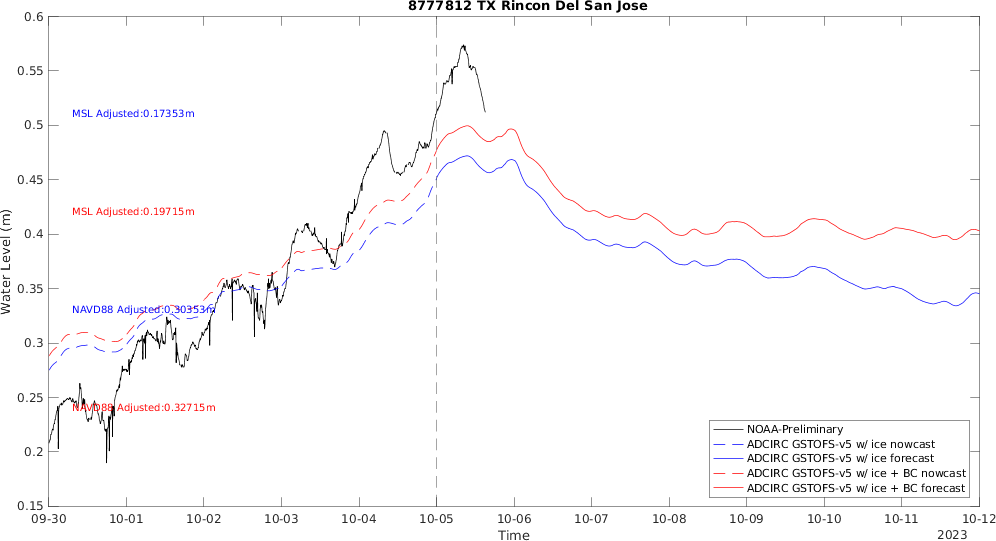 8777812 TX Rincon Del San Jose
0.6
0.55
0.5
0.45
0.4
0.35
0.3
0.25
0.2
0.15
Water Level (m)
MSL Adjusted:0.17353m
MSL Adjusted:0.19715m
NAVD88 Adjusted:0.30353m
NAVD88 Adjusted:0.32715m
NOAA-Preliminary
ADCIRC GSTOFS-v5 w/ ice nowcast
ADCIRC GSTOFS-v5 w/ ice forecast
ADCIRC GSTOFS-v5 w/ ice + BC nowcast
ADCIRC GSTOFS-v5 w/ ice + BC forecast
09-30 10-01 10-02 10-03 10-04 10-05 10-06 10-07 10-08 10-09 10-10 10-11 10-12
Time
2023